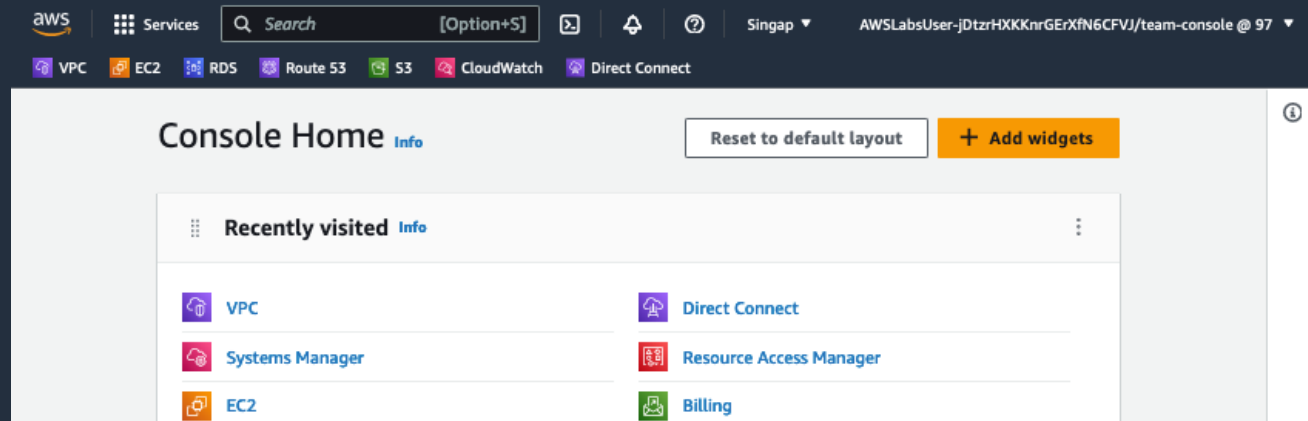 aws Services Search [Option+S] Singap AWSLabsUser-jDtzrHXKKnrGErXfN6CFVJ/team-console @ 97
VPC EC2 RDS Route 53 S3 CloudWatch Direct Connect
Console Home Info Reset to default layout + Add widgets
Recently visited Info
VPC Direct Connect
Systems Manager Resource Access Manager
EC2 Billing